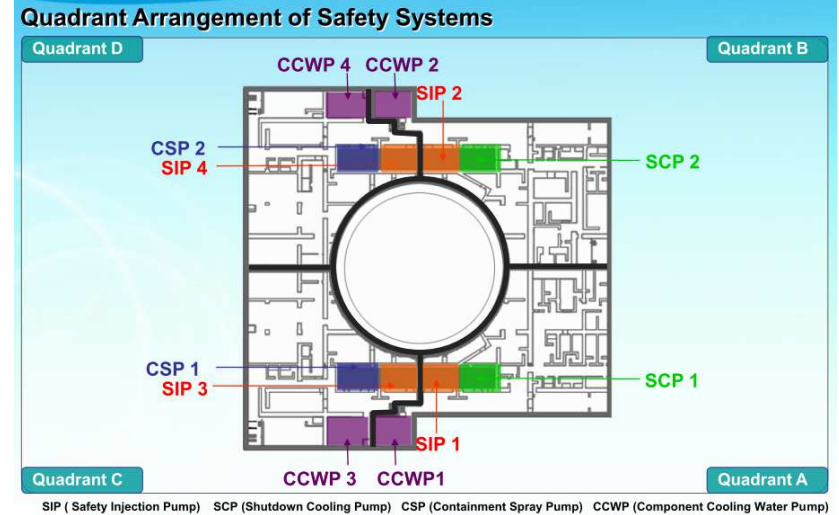 Quadrant Arrangement of Safety Systems
Quadrant D
Quadrant B
CCWP 4 CCWP 2
SIP 2
CSP 2
SIP 4
SCP 2
CSP 1
SIP 3
SCP 1
SIP 1
CCWP 3 CCWP1
Quadrant C
Quadrant A
SIP ( Safety Injection Pump) SCP (Shutdown Cooling Pump) CSP (Containment Spray Pump) CCWP (Component Cooling Water Pump)